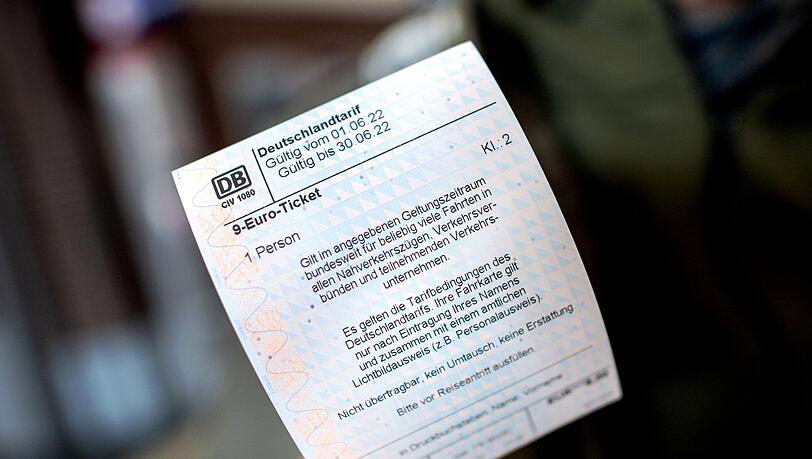 Deutschlandtarif
Gültig vom 01.06.22
Gültig bis 30.06.22
DB
CIV 1080
Kl.: 2
9-Euro-Ticket
1 Person
Gilt im angegebenen Geltungszeitraum
bundesweit für beliebig viele Fahrten in
allen Nahverkehrszügen, Verkehrsver-
bünden und teilnehmenden Verkehrs-
unternehmen.
Es gelten die Tarifbedingungen des
Deutschlandtarifs. Ihre Fahrkarte gilt
nur nach Eintragung Ihres Namens
und zusammen mit einem amtlichen
Lichtbildausweis (z.B. Personalausweis).
Nicht übertragbar, kein Umtausch, keine Erstattung.
Bitte vor Reiseantritt ausfüllen.
in Druckbuchstaben: Name, Vorname
EUR